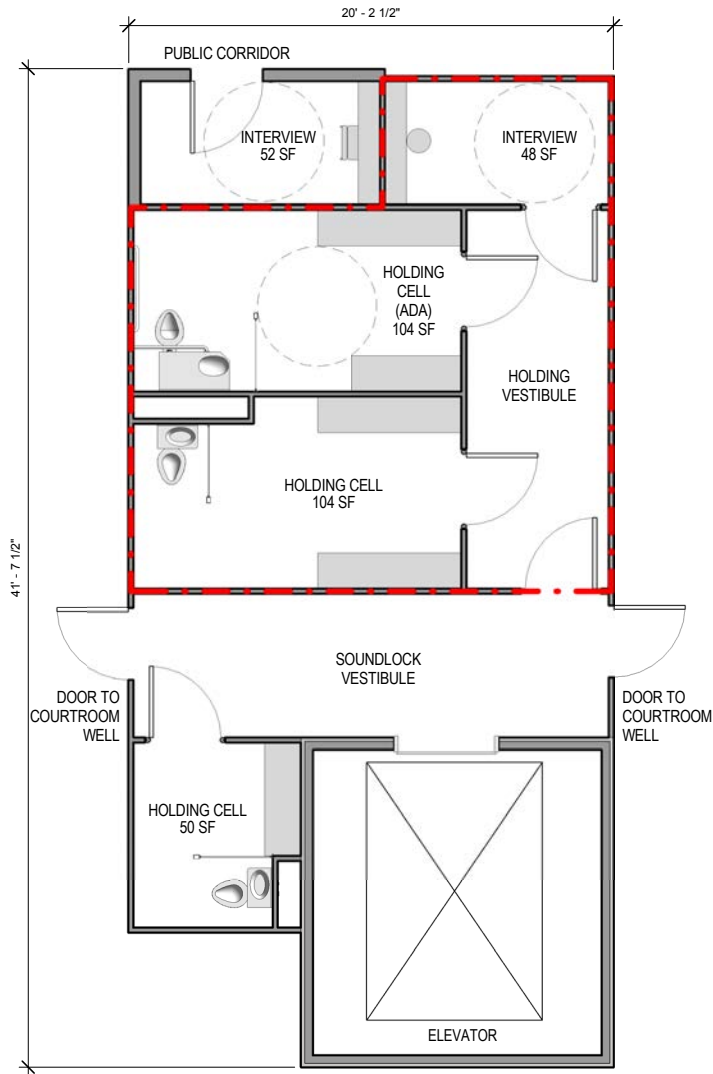 20' - 2 1/2"
PUBLIC CORRIDOR
INTERVIEW
52 SF
INTERVIEW
48 SF
HOLDING
CELL
(ADA)
104 SF
HOLDING
VESTIBULE
HOLDING CELL
104 SF
41' - 7 1/2"
SOUNDLOCK
VESTIBULE
DOOR TO
COURTROOM
WELL
DOOR TO
COURTROOM
WELL
HOLDING CELL
50 SF
ELEVATOR